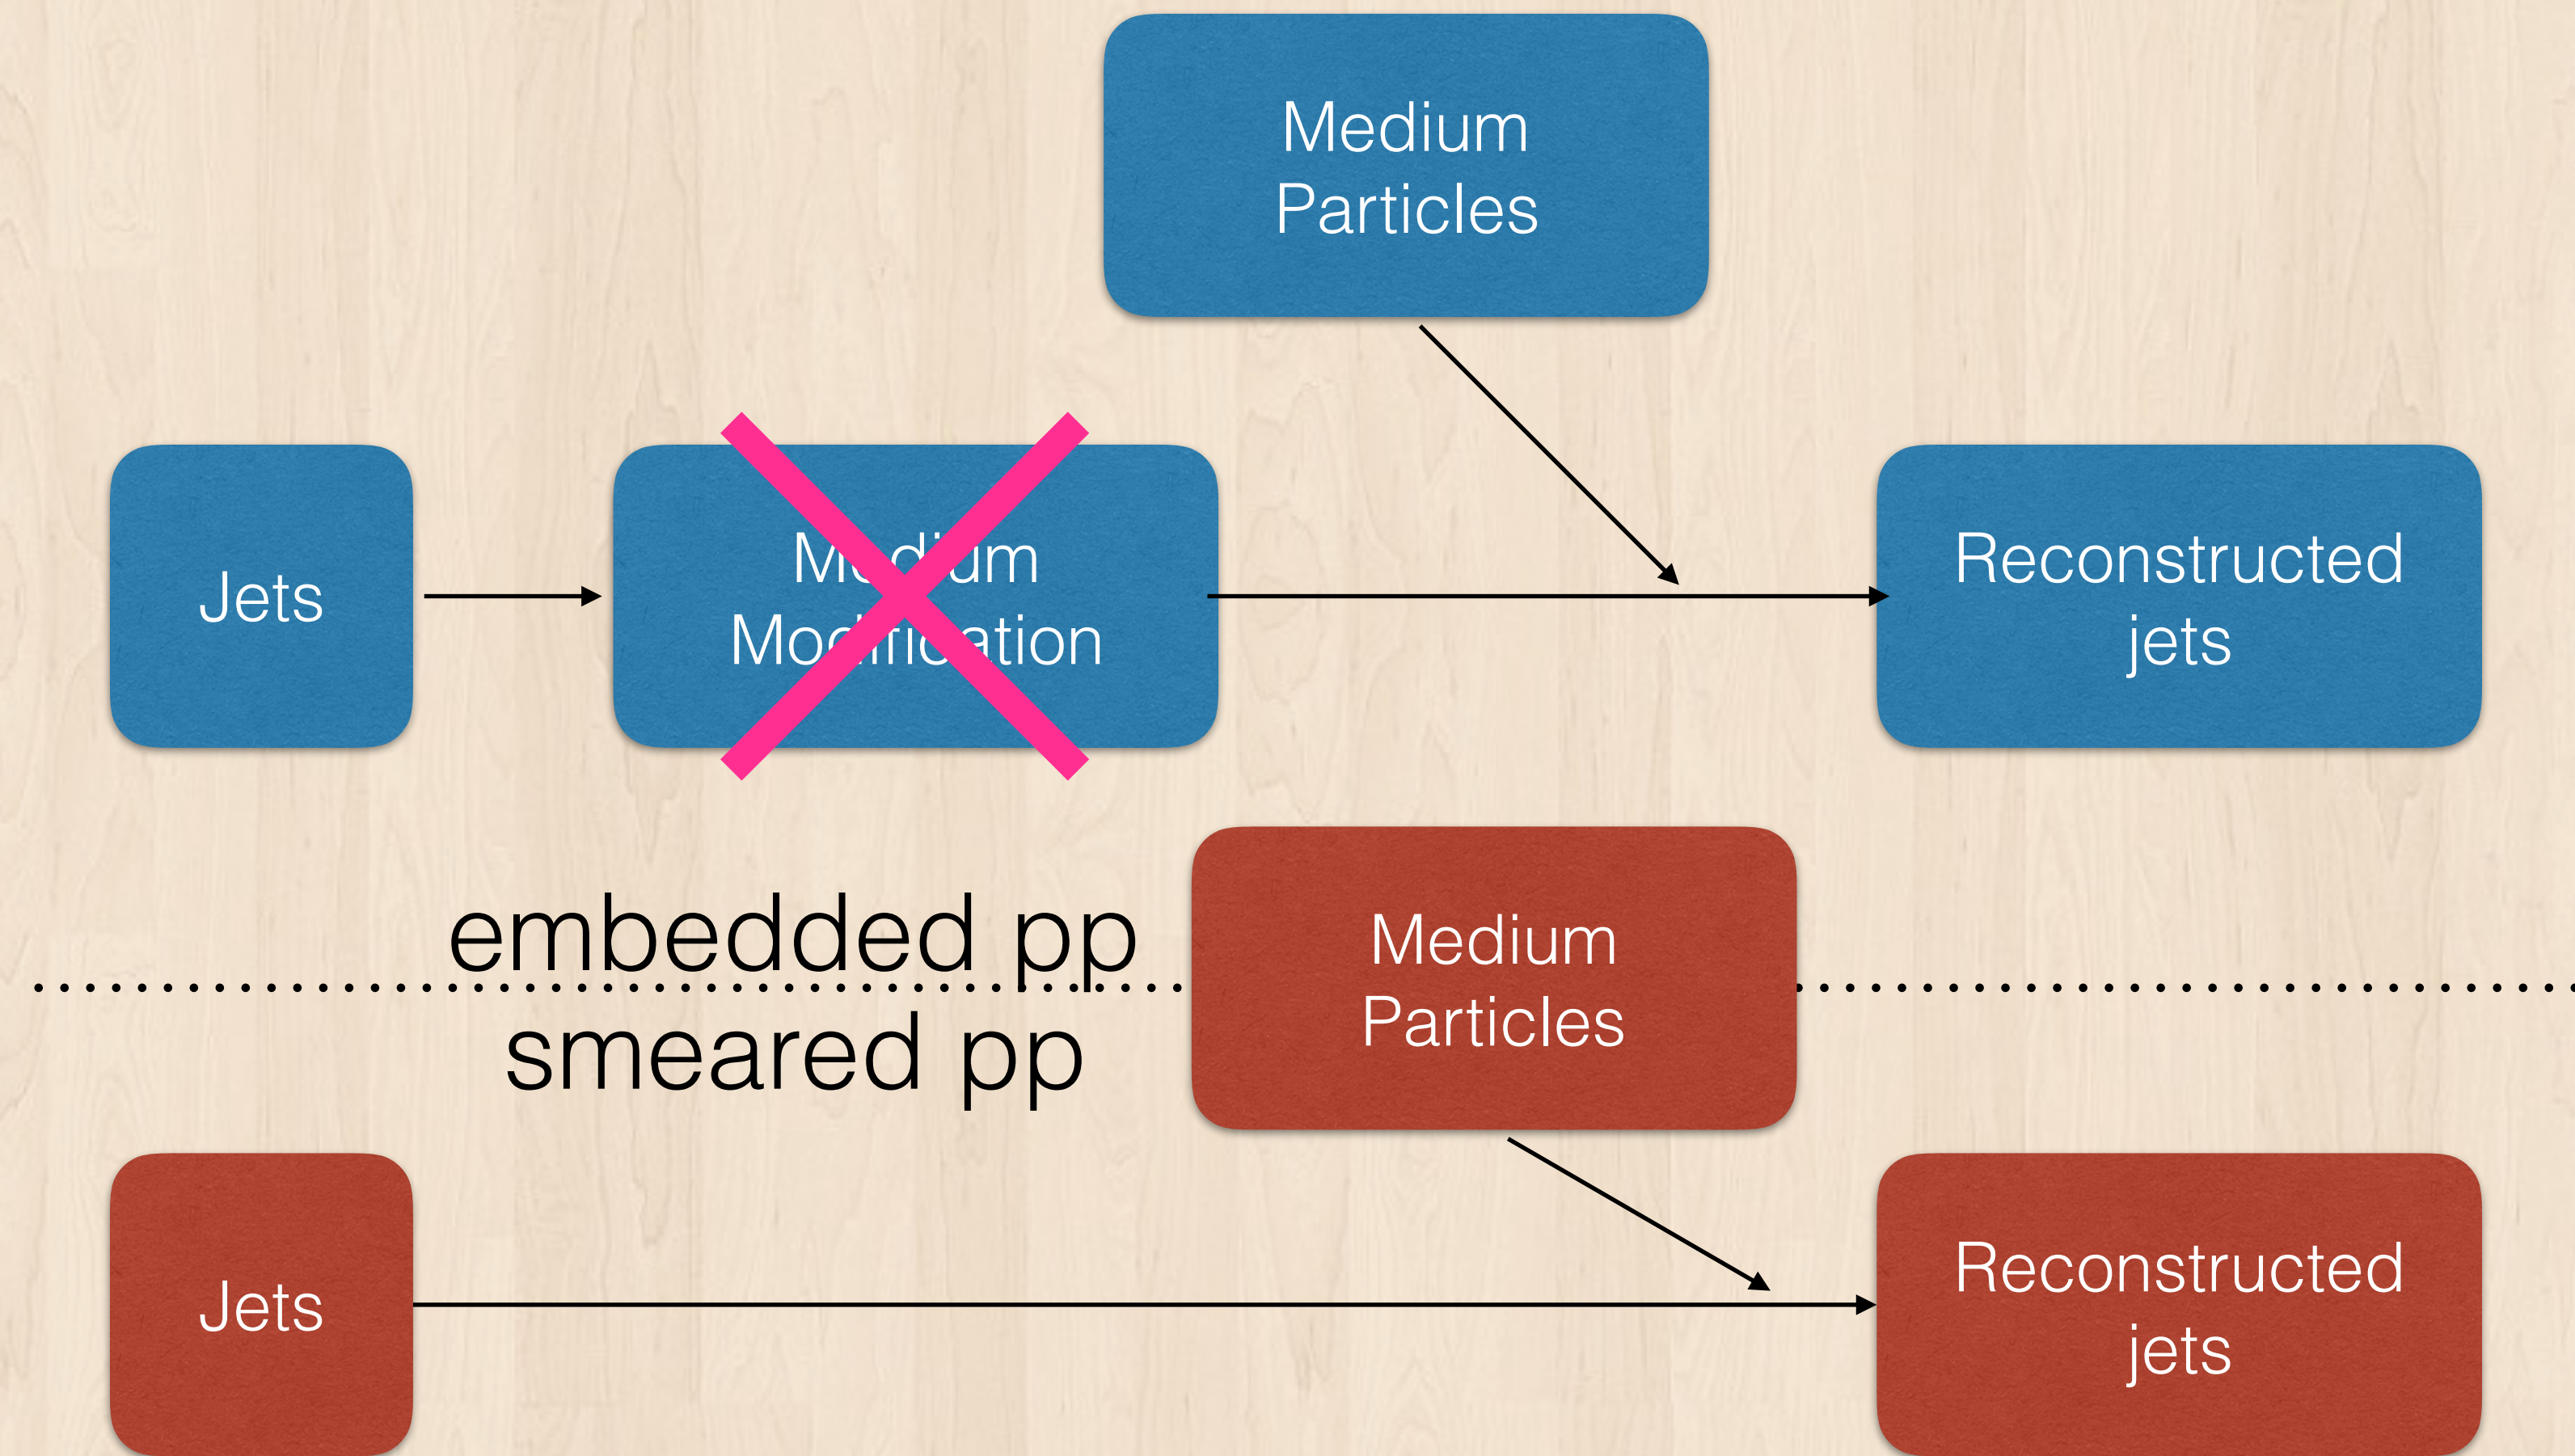 Medium
Particles
Jets
Medium
Modification
Reconstructed
jets
embedded pp
smeared pp
Medium
Particles
Jets
Reconstructed
jets